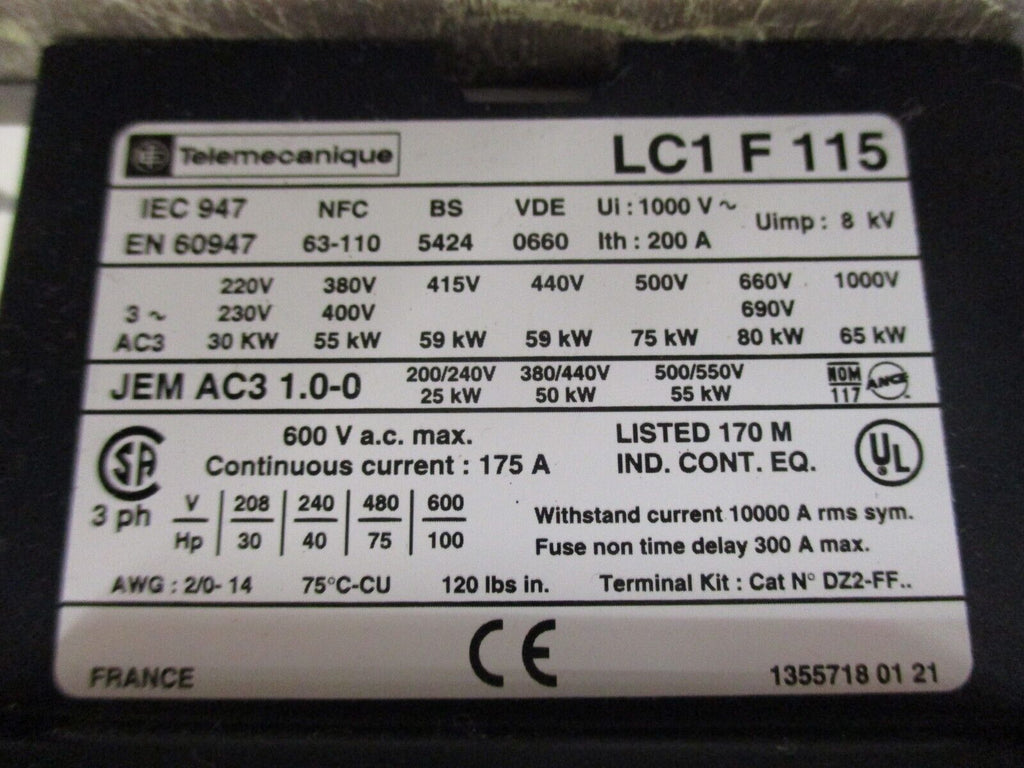 Telemecanique LC1 F 115
IEC 947 NFC BS VDE Ui : 1000 V ~ Uimp : 8 kV
EN 60947 63-110 5424 0660 Ith : 200 A
220V 380V 415V 440V 500V 660V 1000V
3 ~ 230V 400V 690V
AC3 30 KW 55 kW 59 kW 59 kW 75 kW 80 kW 65 kW
JEM AC3 1.0-0 200/240V 380/440V 500/550V NOM ANCE
25 kW 50 kW 55 kW 117
600 V a.c. max. LISTED 170 M
SA Continuous current : 175 A IND. CONT. EQ. UL
3 ph V 208 240 480 600 Withstand current 10000 A rms sym.
Hp 30 40 75 100 Fuse non time delay 300 A max.
AWG : 2/0- 14 75°C-CU 120 lbs in. Terminal Kit : Cat N° DZ2-FF..
CE
FRANCE 1355718 01 21